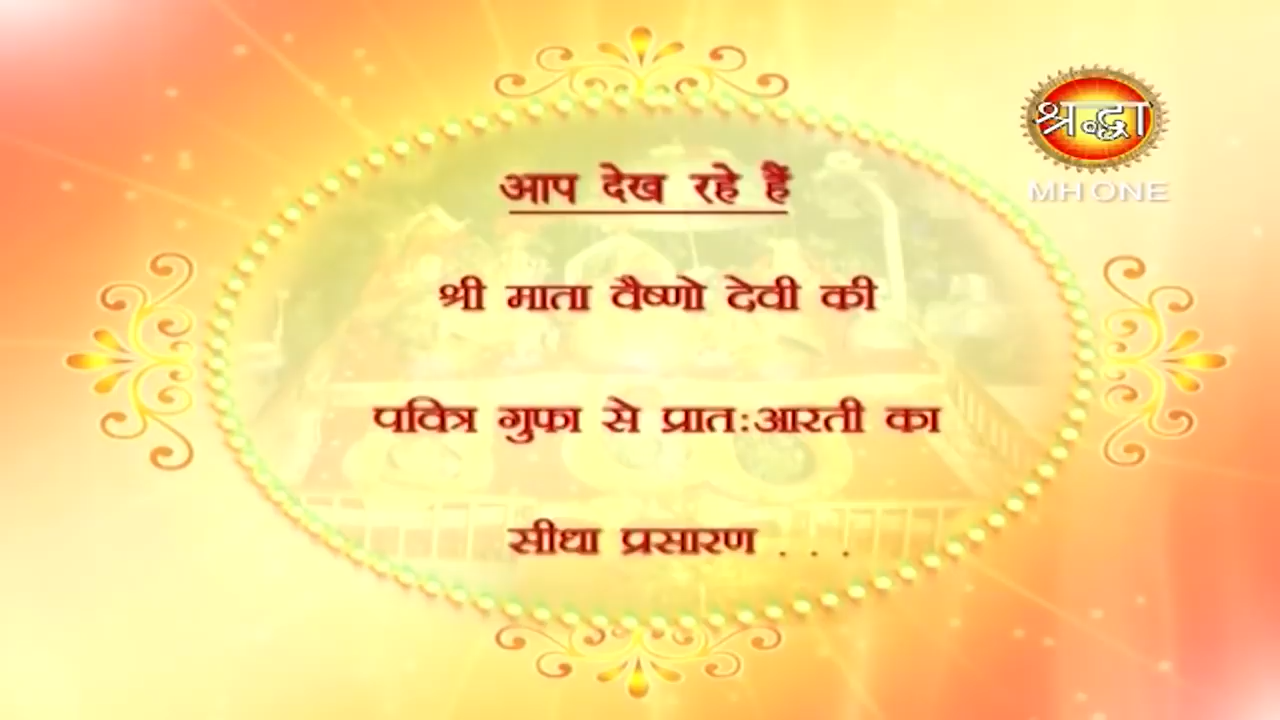 श्रद्धा
MH ONE
आप देख रहे हैं
श्री माता वैष्णो देवी की
पवित्र गुफा से प्रातःआरती का
सीधा प्रसारण . . .